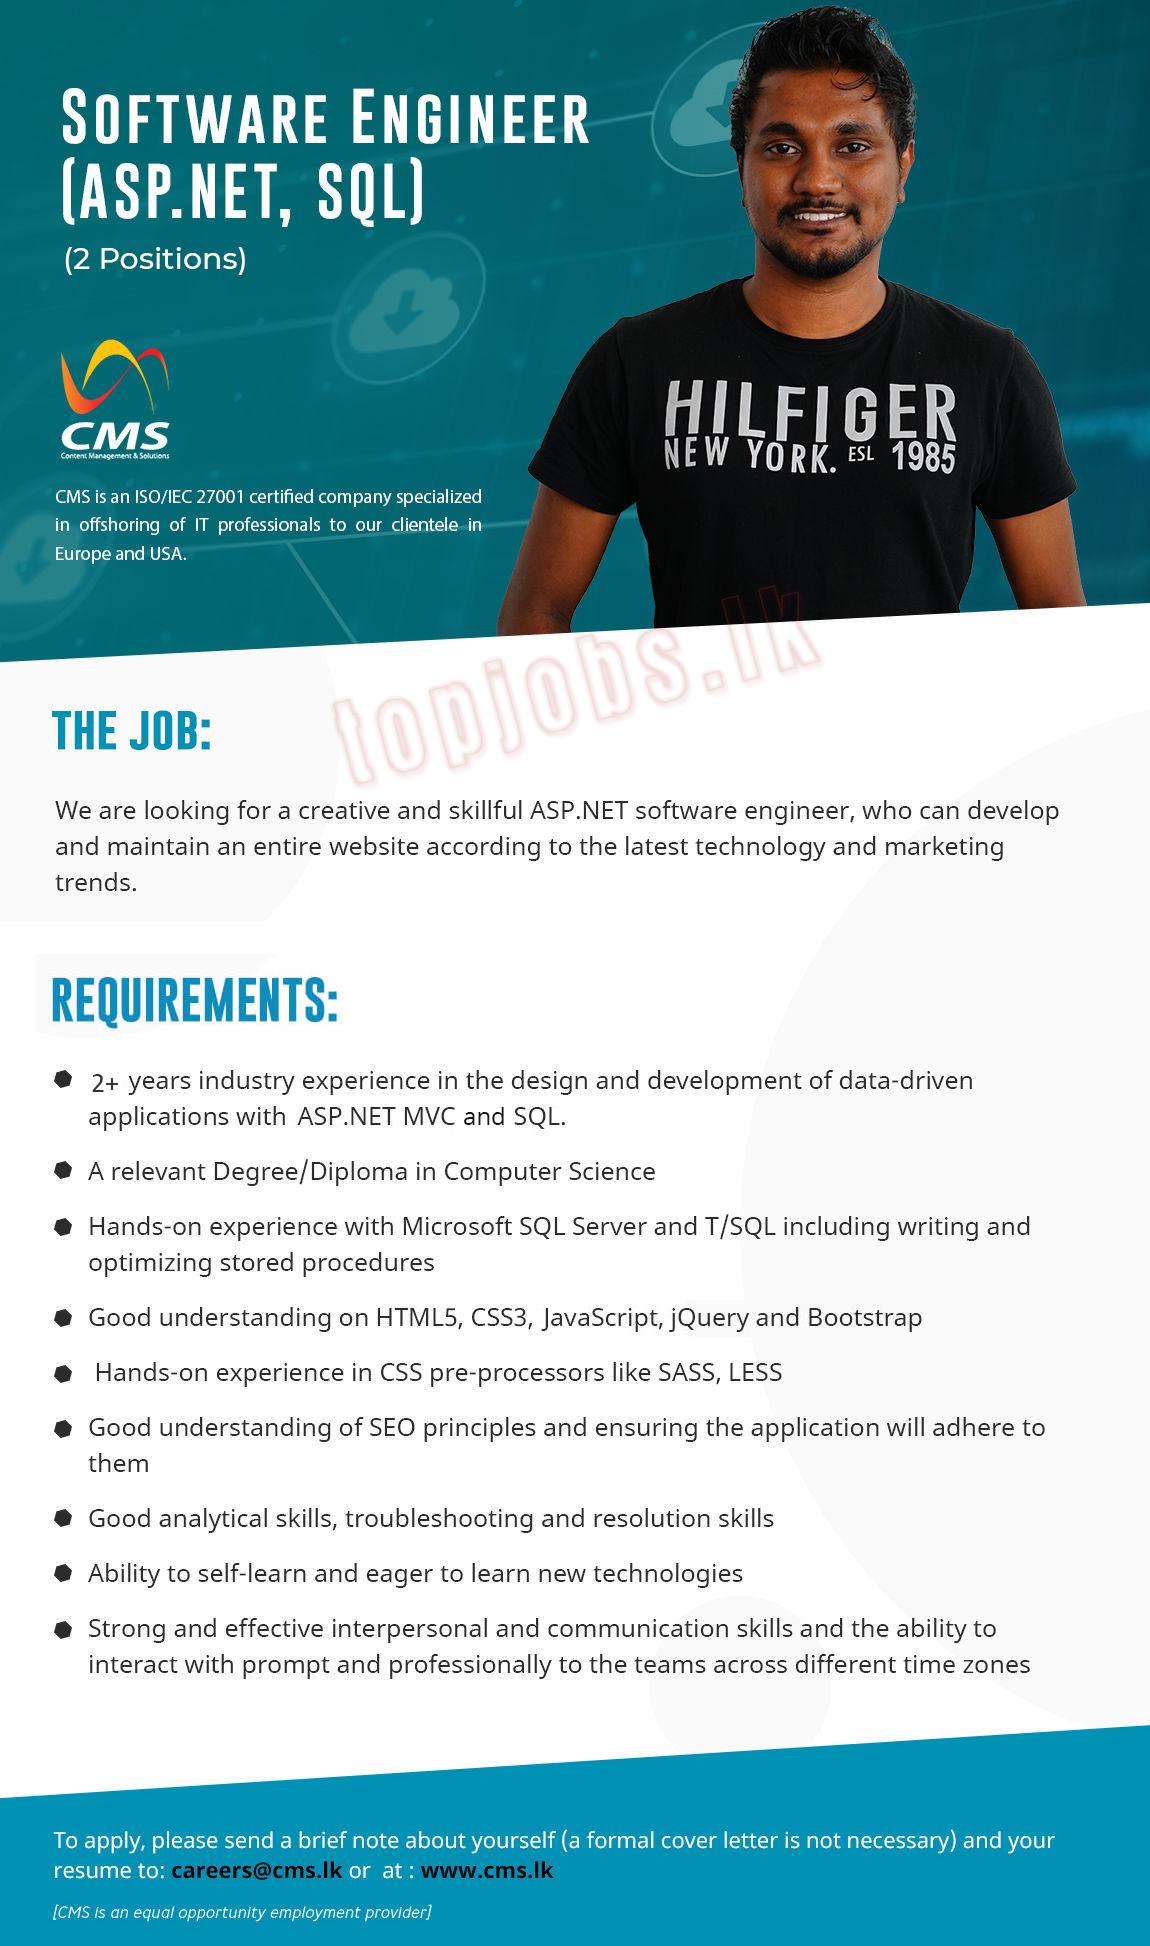 SOFTWARE ENGINEER
(ASP.NET, SQL)
(2 Positions)
HILFIGER
NEW YORK. ESL 1985
CMS
Content Management & Solutions
CMS is an ISO/IEC 27001 certified company specialized
in offshoring of IT professionals to our clientele in
Europe and USA.
topjobs.lk
THE JOB:
We are looking for a creative and skillful ASP.NET software engineer, who can develop
and maintain an entire website according to the latest technology and marketing
trends.
REQUIREMENTS:
2+ years industry experience in the design and development of data-driven
applications with ASP.NET MVC and SQL.
A relevant Degree/Diploma in Computer Science
Hands-on experience with Microsoft SQL Server and T/SQL including writing and
optimizing stored procedures
Good understanding on HTML5, CSS3, JavaScript, jQuery and Bootstrap
Hands-on experience in CSS pre-processors like SASS, LESS
Good understanding of SEO principles and ensuring the application will adhere to
them
Good analytical skills, troubleshooting and resolution skills
Ability to self-learn and eager to learn new technologies
Strong and effective interpersonal and communication skills and the ability to
interact with prompt and professionally to the teams across different time zones
To apply, please send a brief note about yourself (a formal cover letter is not necessary) and your
resume to: careers@cms.lk or at : www.cms.lk
[CMS is an equal opportunity employment provider]